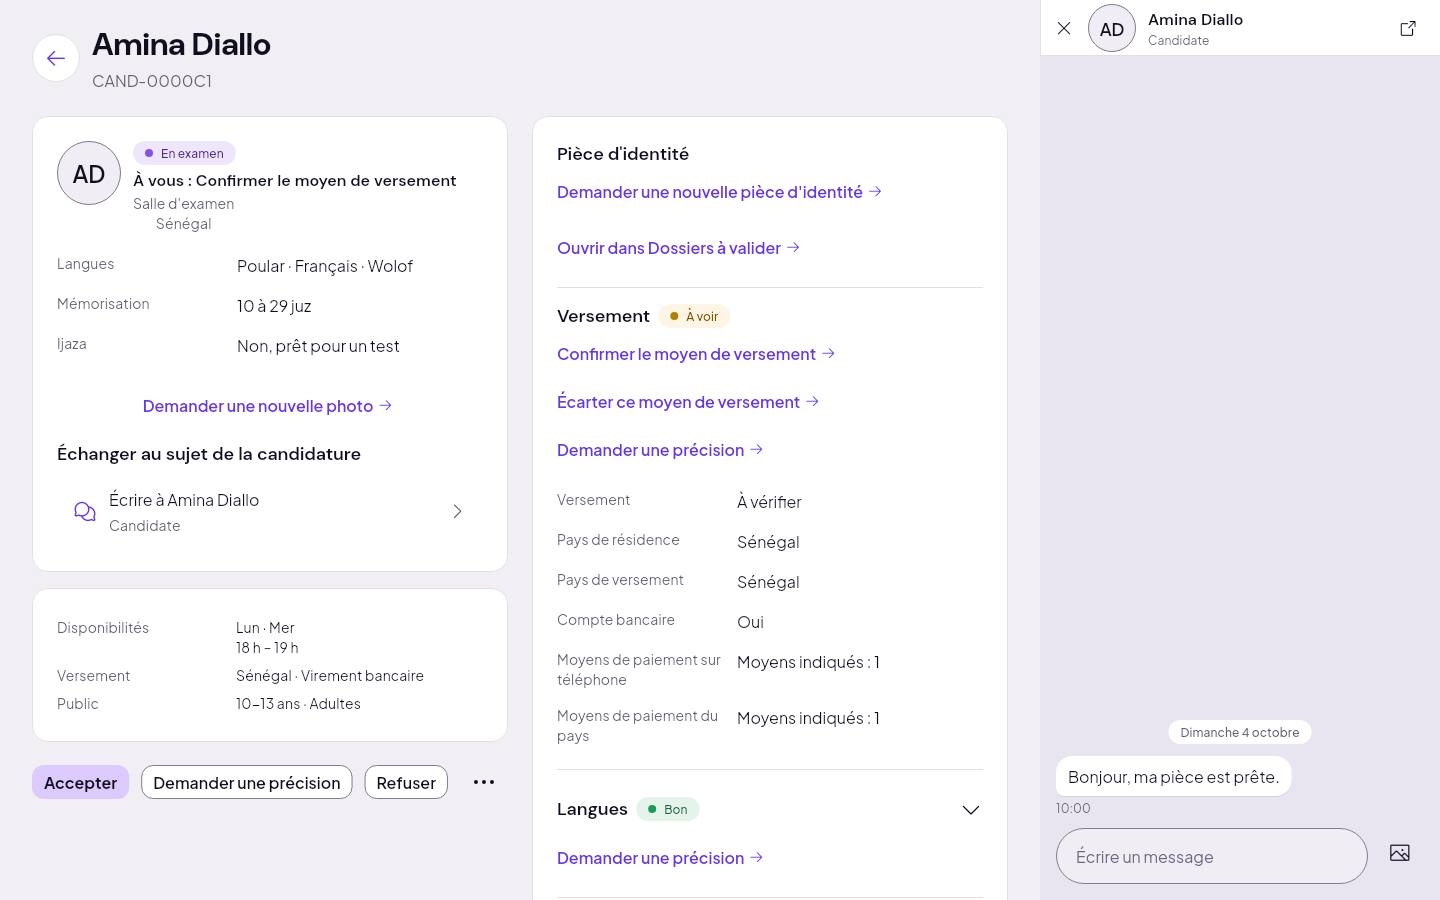 Amina Diallo
CAND-0000C1
AD
En examen
À vous : Confirmer le moyen de versement
Salle d'examen
Sénégal
Langues
Poular · Français · Wolof
Mémorisation
10 à 29 juz
Ijaza
Non, prêt pour un test
Demander une nouvelle photo
Échanger au sujet de la candidature
Écrire à Amina Diallo
Candidate
Disponibilités
Lun · Mer
18 h – 19 h
Versement
Sénégal · Virement bancaire
Public
10–13 ans · Adultes
Accepter
Demander une précision
Refuser
Pièce d'identité
Demander une nouvelle pièce d'identité
Ouvrir dans Dossiers à valider
Versement
À voir
Confirmer le moyen de versement
Écarter ce moyen de versement
Demander une précision
Versement
À vérifier
Pays de résidence
Sénégal
Pays de versement
Sénégal
Compte bancaire
Oui
Moyens de paiement sur
téléphone
Moyens indiqués : 1
Moyens de paiement du
pays
Moyens indiqués : 1
Langues
Bon
Demander une précision
AD
Amina Diallo
Candidate
Dimanche 4 octobre
Bonjour, ma pièce est prête.
10:00
Écrire un message